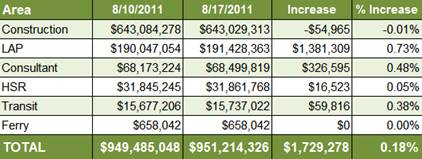 Area 8/10/2011 8/17/2011 Increase % Increase
Construction $643,084,278 $643,029,313 -$54,965 -0.01%
LAP $190,047,054 $191,428,363 $1,381,309 0.73%
Consultant $68,173,224 $68,499,819 $326,595 0.48%
HSR $31,845,245 $31,861,768 $16,523 0.05%
Transit $15,677,206 $15,737,022 $59,816 0.38%
Ferry $658,042 $658,042 $0 0.00%
TOTAL $949,485,048 $951,214,326 $1,729,278 0.18%